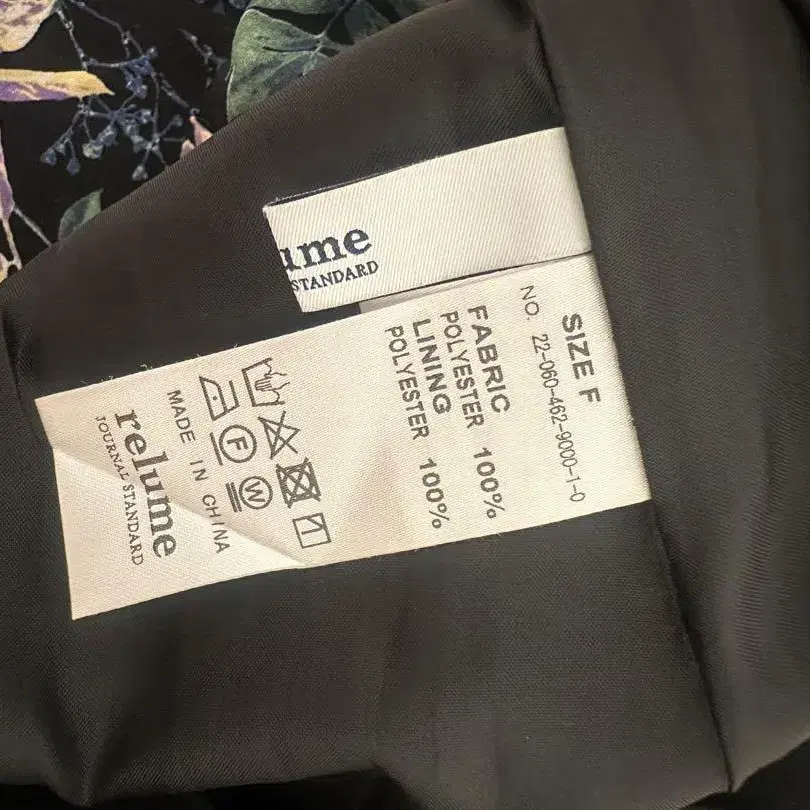 ume
STANDARD
SIZE F
NO. 22-060-462-9000-1-0
FABRIC
POLYESTER 100%
LINING
POLYESTER 100%
F
W
MADE IN CHINA
relume
JOURNAL STANDARD